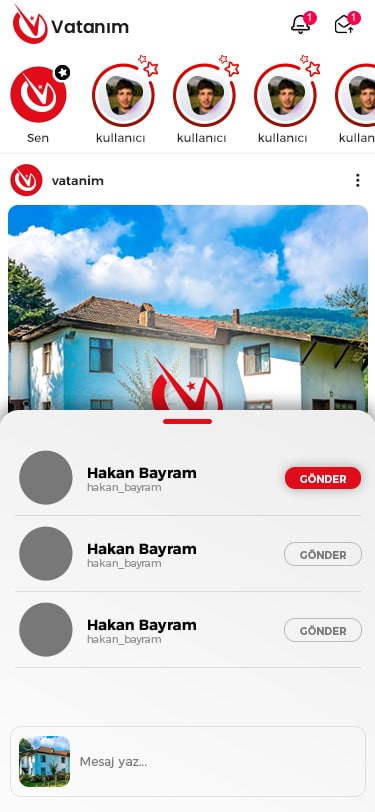 Vatanım
1
1
Sen
kullanıcı
kullanıcı
kullanıcı
kullan
vatanim
Hakan Bayram
hakan_bayram
GÖNDER
Hakan Bayram
hakan_bayram
GÖNDER
Hakan Bayram
hakan_bayram
GÖNDER
Mesaj yaz...